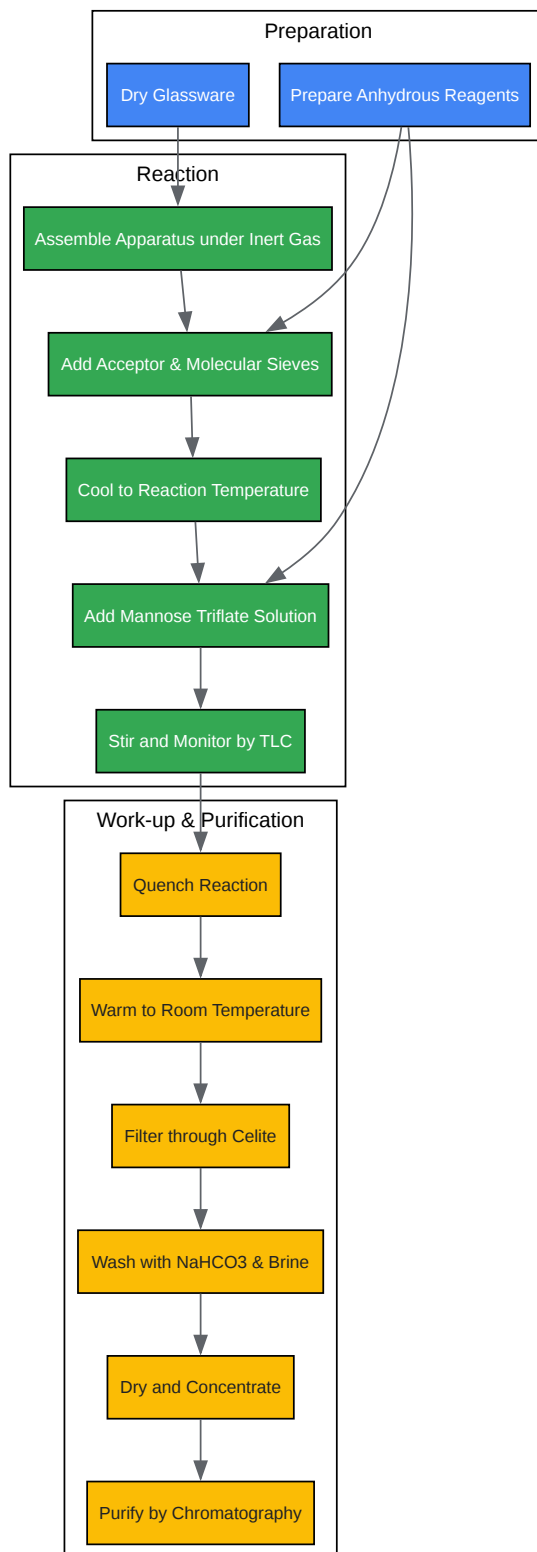 Preparation
Dry Glassware
Prepare Anhydrous Reagents
Reaction
Assemble Apparatus under Inert Gas
Add Acceptor & Molecular Sieves
Cool to Reaction Temperature
Add Mannose Triflate Solution
Stir and Monitor by TLC
Work-up & Purification
Quench Reaction
Warm to Room Temperature
Filter through Celite
Wash with NaHCO3 & Brine
Dry and Concentrate
Purify by Chromatography